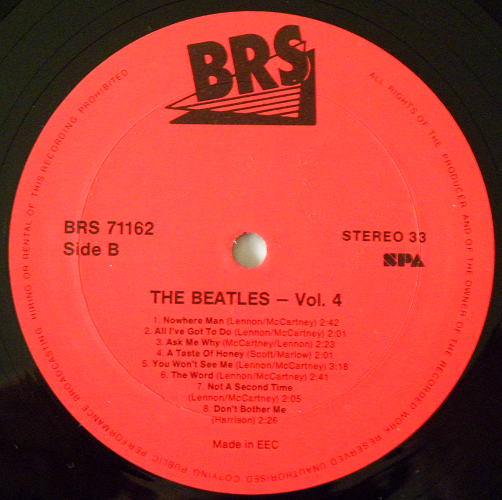 BRS
ALL RIGHTS OF THE PRODUCER AND OF THE OWNER OF THE RECORDED WORK RESERVED UNAUTHORISED COPYING PUBLIC PERFORMANCE BROADCASTING HIRING OR RENTAL OF THIS RECORDING PROHIBITED
BRS 71162
Side B
STEREO 33
SPA
THE BEATLES – Vol. 4
1. Nowhere Man (Lennon/McCartney) 2:42
2. All I've Got To Do (Lennon/McCartney) 2:01
3. Ask Me Why (McCartney/Lennon) 2:23
4. A Taste Of Honey (Scott/Marlow) 2:01
5. You Won't See Me (Lennon/McCartney) 3:18
6. The Word (Lennon/McCartney) 2:41
7. Not A Second Time
(Lennon/McCartney) 2:05
8. Don't Bother Me
(Harrison) 2:26
Made in EEC